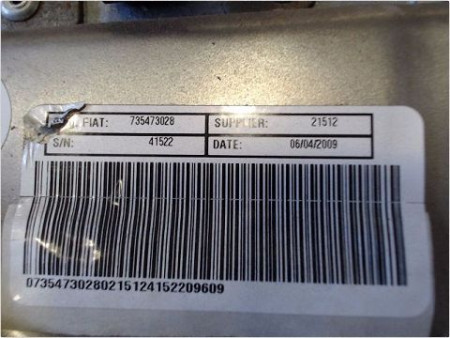 FIAT: 735473028 SUPPLIER: 21512
S/N: 41522 DATE: 06/04/2009
07354730280215124152209609